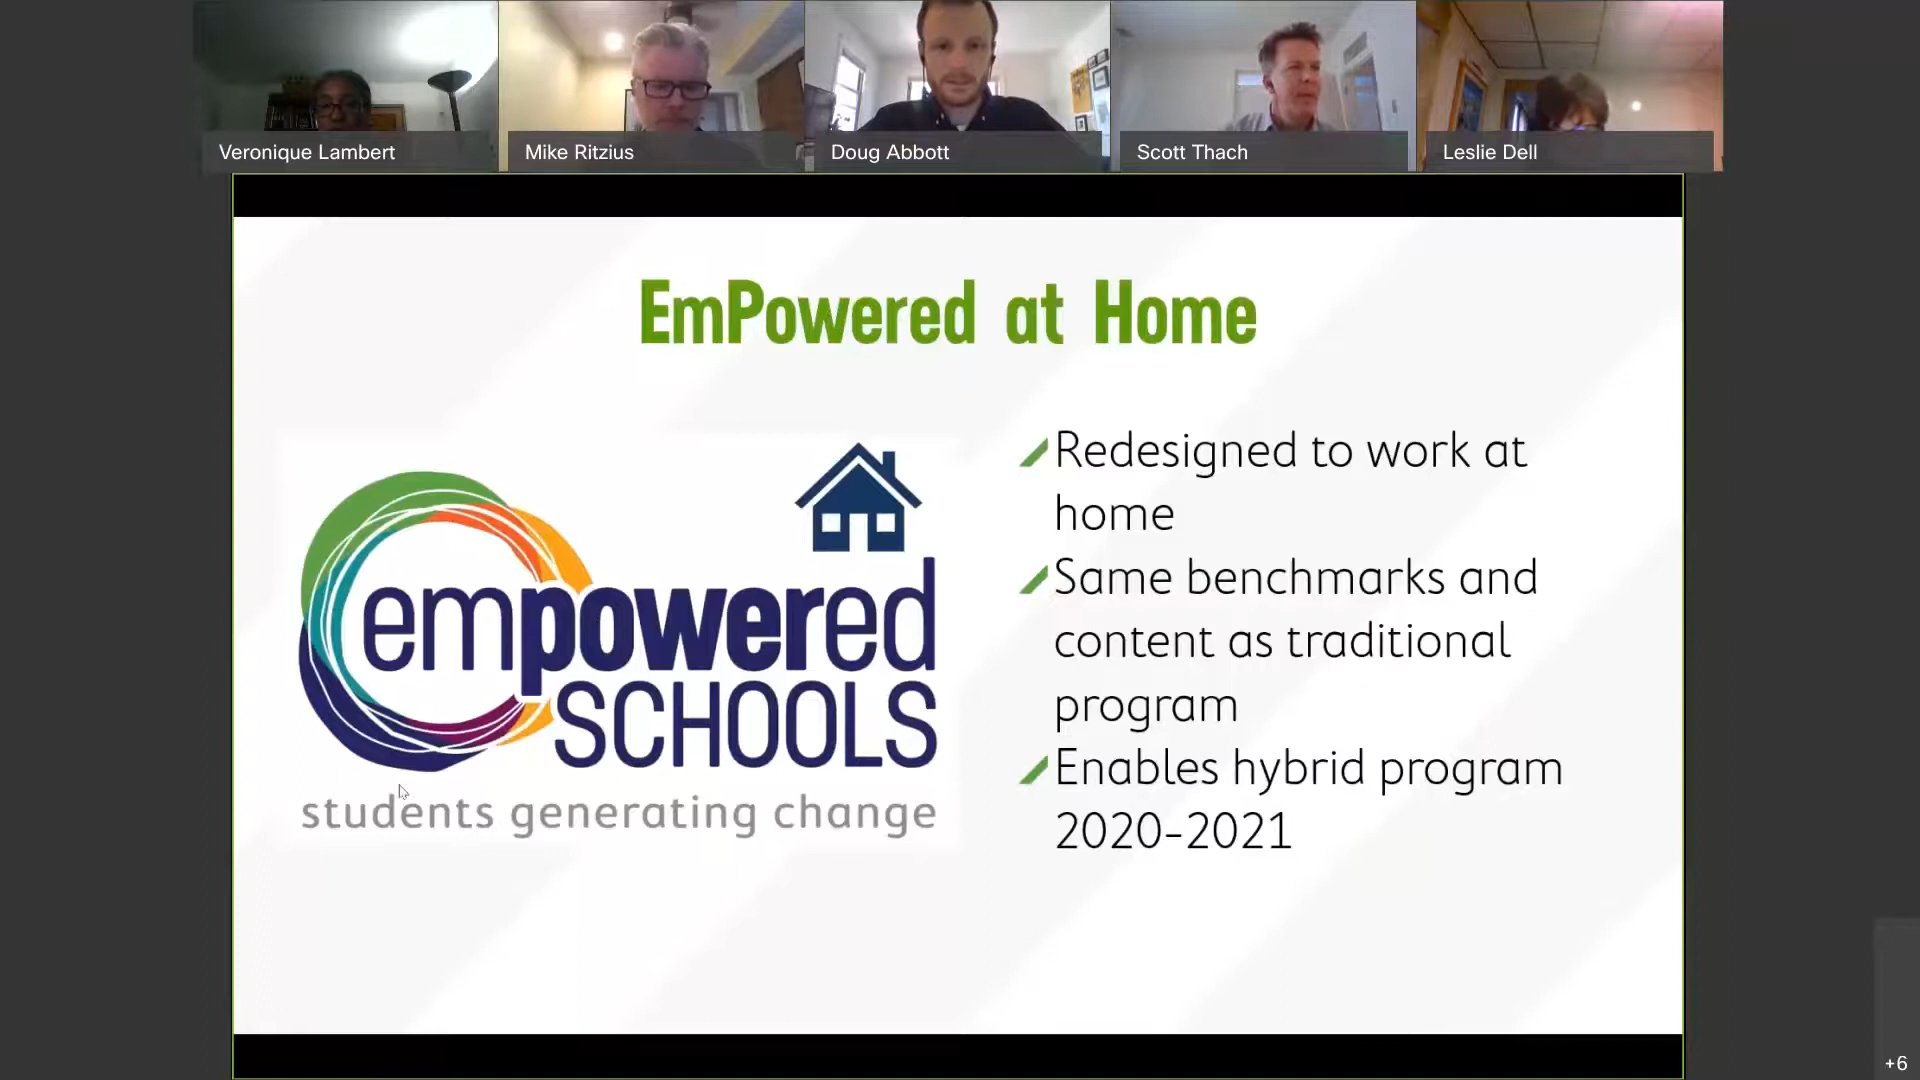 Veronique Lambert
Mike Ritzius
Doug Abbott
Scott Thach
Leslie Dell
EmPowered at Home
empowered
SCHOOLS
students generating change
Redesigned to work at
home
Same benchmarks and
content as traditional
program
Enables hybrid program
2020-2021
+6